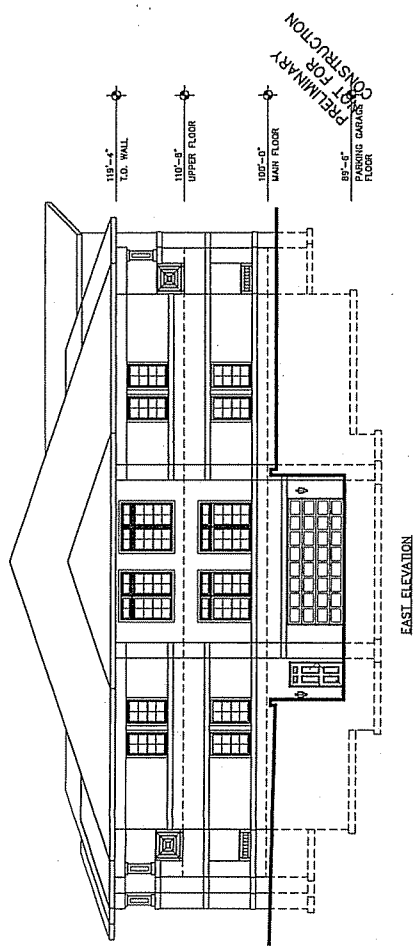 PRELIMINARY
NOT FOR
CONSTRUCTION
119'-4"
T.O. WALL
110'-8"
UPPER FLOOR
100'-0"
MAIN FLOOR
89'-6"
PARKING GARAGE
FLOOR
EAST ELEVATION